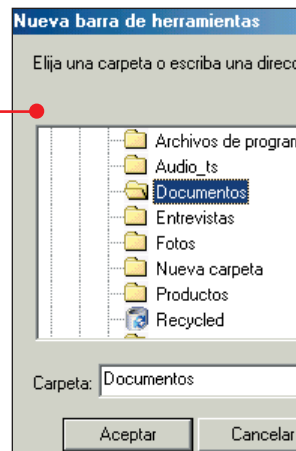 Nueva barra de herramientas
Elija una carpeta o escriba una direcc
Archivos de program
Audio_ts
Documentos
Entrevistas
Fotos
Nueva carpeta
Productos
Recycled
Carpeta: Documentos
Aceptar Cancelar